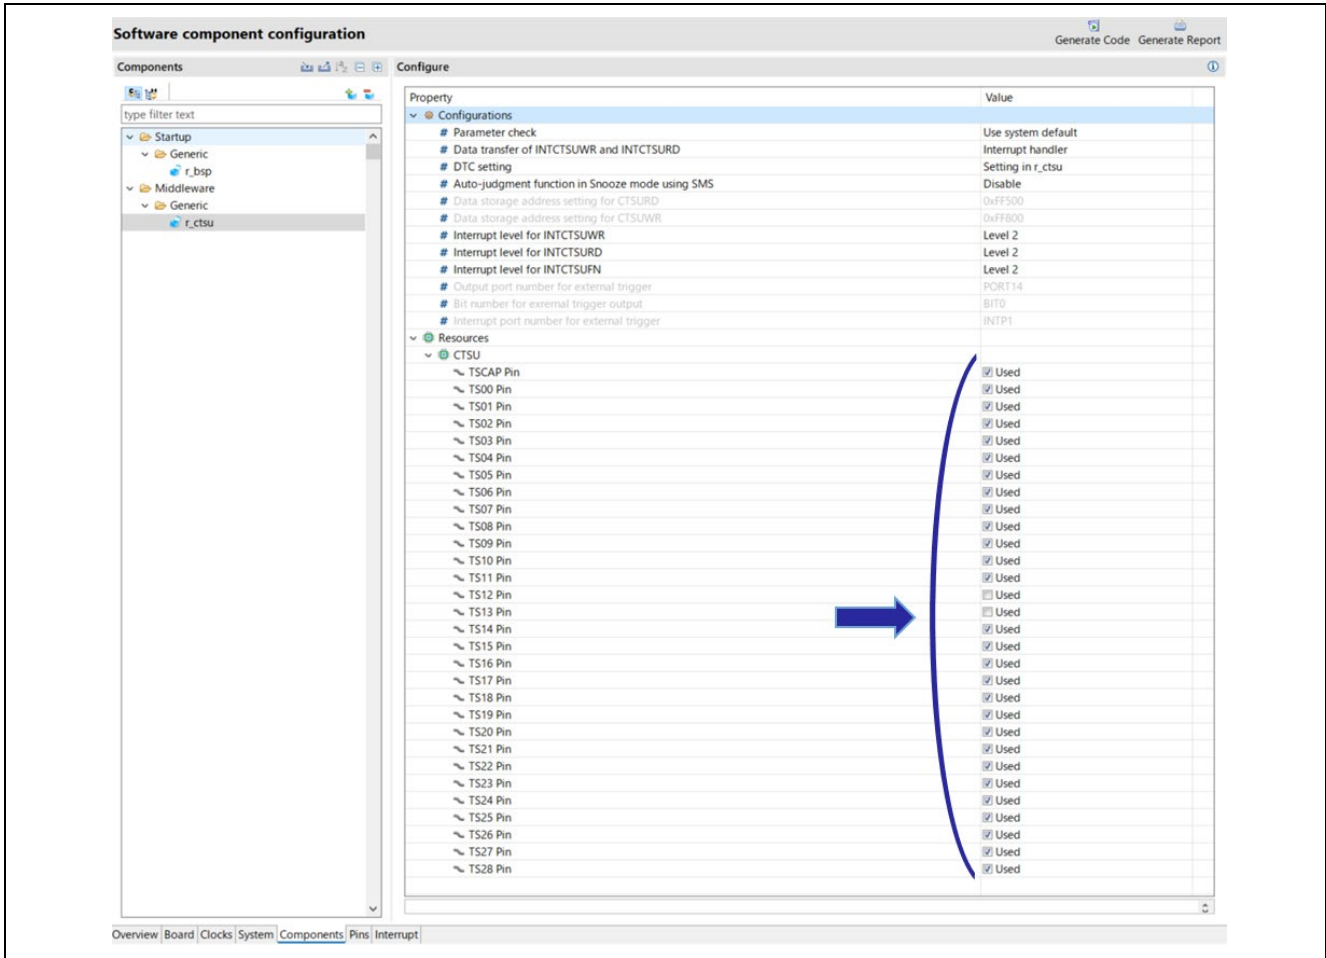 Software component configuration
Generate Code Generate Report
Components
Configure
type filter text
Startup
Generic
r_bsp
Middleware
Generic
r_ctsu
Property Value
Configurations
# Parameter check Use system default
# Data transfer of INTCTSUWR and INTCTSURD Interrupt handler
# DTC setting Setting in r_ctsu
# Auto-judgment function in Snooze mode using SMS Disable
# Data storage address setting for CTSURD 0xFF500
# Data storage address setting for CTSUWR 0xFF800
# Interrupt level for INTCTSUWR Level 2
# Interrupt level for INTCTSURD Level 2
# Interrupt level for INTCTSUFN Level 2
# Output port number for external trigger PORT14
# Bit number for exrernal trigger output BIT0
# Interrupt port number for external trigger INTP1
Resources
CTSU
TSCAP Pin Used
TS00 Pin Used
TS01 Pin Used
TS02 Pin Used
TS03 Pin Used
TS04 Pin Used
TS05 Pin Used
TS06 Pin Used
TS07 Pin Used
TS08 Pin Used
TS09 Pin Used
TS10 Pin Used
TS11 Pin Used
TS12 Pin Used
TS13 Pin Used
TS14 Pin Used
TS15 Pin Used
TS16 Pin Used
TS17 Pin Used
TS18 Pin Used
TS19 Pin Used
TS20 Pin Used
TS21 Pin Used
TS22 Pin Used
TS23 Pin Used
TS24 Pin Used
TS25 Pin Used
TS26 Pin Used
TS27 Pin Used
TS28 Pin Used
Overview Board Clocks System Components Pins Interrupt